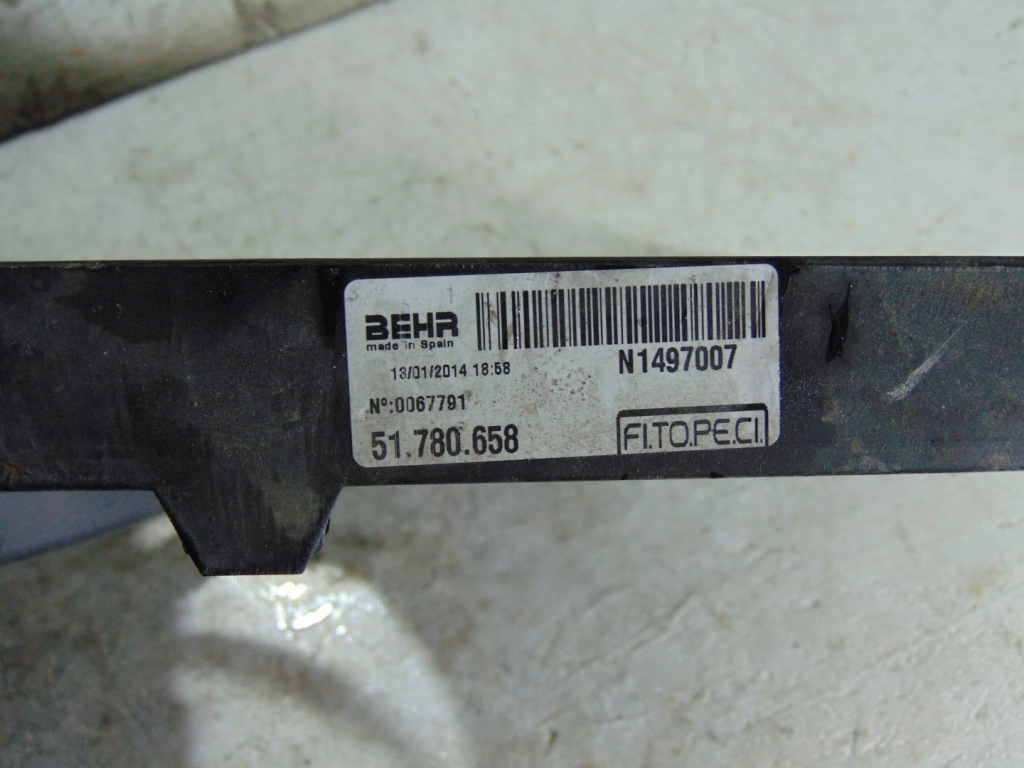 BEHR
made in Spain
13/01/2014 18:58
N1497007
Nº:0067791
51.780.658
FI.TO.PE.CI.